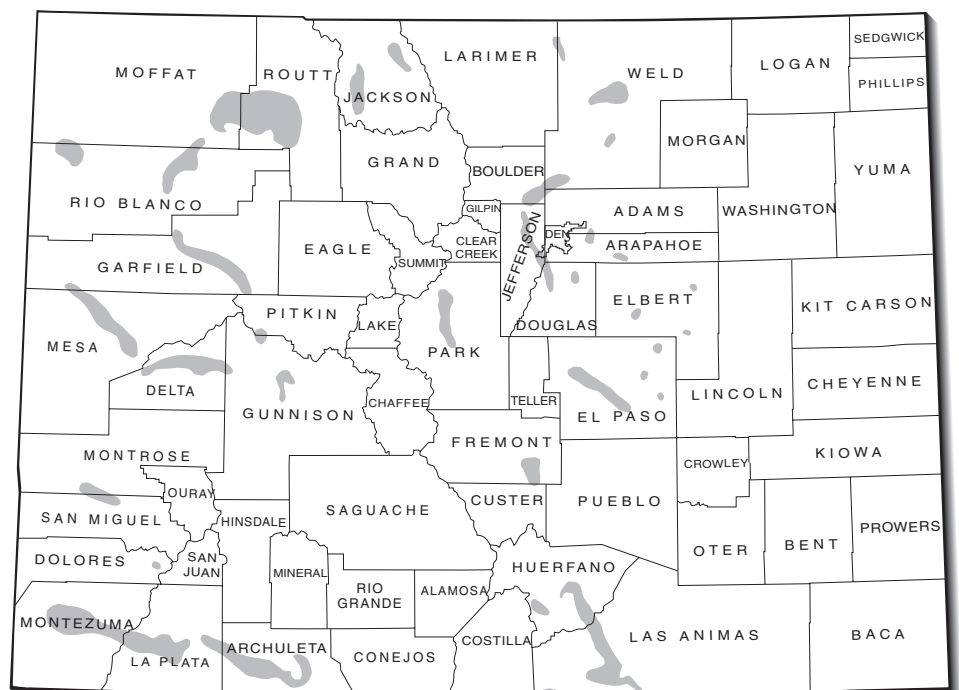 SEDGWICK
LARIMER
LOGAN
MOFFAT
ROUTT
WELD
PHILLIPS
JACKSON
MORGAN
GRAND
BOULDER
YUMA
RIO BLANCO
GILPIN
ADAMS
WASHINGTON
DEN
EAGLE
CLEAR
CREEK
JEFFERSON
ARAPAHOE
SUMMIT
GARFIELD
ELBERT
KIT CARSON
PITKIN
LAKE
DOUGLAS
MESA
PARK
CHEYENNE
DELTA
LINCOLN
TELLER
CHAFFEE
GUNNISON
EL PASO
FREMONT
MONTROSE
KIOWA
CROWLEY
OURAY
CUSTER
PUEBLO
SAGUACHE
SAN MIGUEL
HINSDALE
PROWERS
BENT
OTER
DOLORES
SAN
JUAN
HUERFANO
MINERAL
RIO
GRANDE
ALAMOSA
MONTEZUMA
COSTILLA
LAS ANIMAS
BACA
ARCHULETA
CONEJOS
LA PLATA